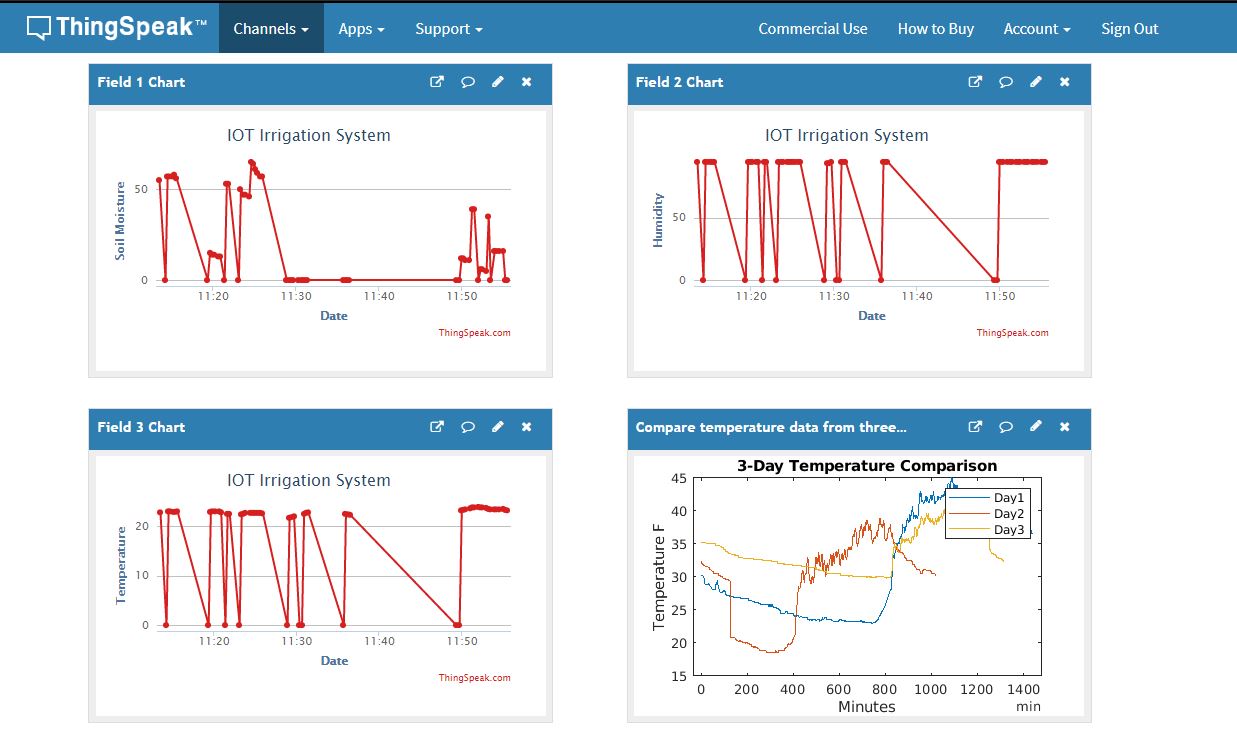 ThingSpeak™ Channels Apps Support Commercial Use How to Buy Account Sign Out
Field 1 Chart
IOT Irrigation System
Soil Moisture
50
0
11:20 11:30 11:40 11:50
Date
ThingSpeak.com
Field 2 Chart
IOT Irrigation System
Humidity
50
0
11:20 11:30 11:40 11:50
Date
ThingSpeak.com
Field 3 Chart
IOT Irrigation System
Temperature
20
10
0
11:20 11:30 11:40 11:50
Date
ThingSpeak.com
Compare temperature data from three...
3-Day Temperature Comparison
Temperature F
45
40
35
30
25
20
15
Day1
Day2
Day3
0 200 400 600 800 1000 1200 1400
Minutes
min